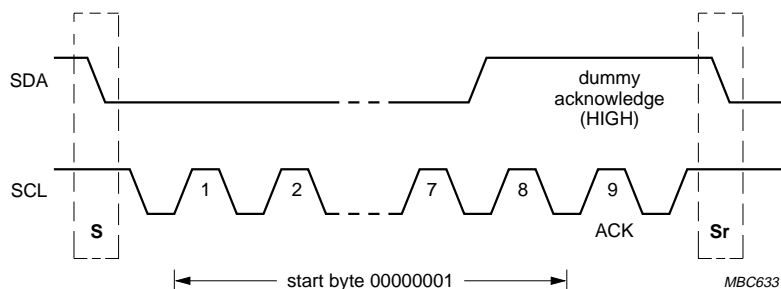 SDA
dummy
acknowledge
(HIGH)
SCL
1
2
7
8
9
S
ACK
Sr
start byte 00000001
MBC633